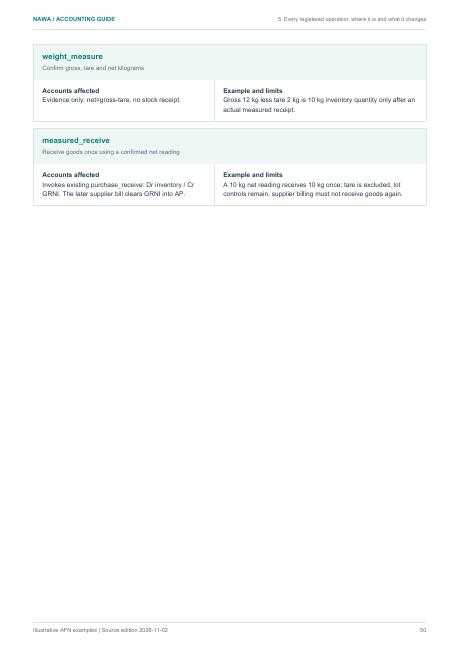 NAWA / ACCOUNTING GUIDE
5. Every registered operation: where it is and what it changes
weight_measure
Confirm gross, tare and net kilograms
Accounts affected
Evidence only: net=gross-tare, no stock receipt.
Example and limits
Gross 12 kg less tare 2 kg is 10 kg inventory quantity only after an
actual measured receipt.
measured_receive
Receive goods once using a confirmed net reading
Accounts affected
Invokes existing purchase_receive: Dr inventory / Cr
GRNI. The later supplier bill clears GRNI into AP.
Example and limits
A 10 kg net reading receives 10 kg once; tare is excluded, lot
controls remain, supplier billing must not receive goods again.
Illustrative AFN examples | Source edition 2026-11-02
50